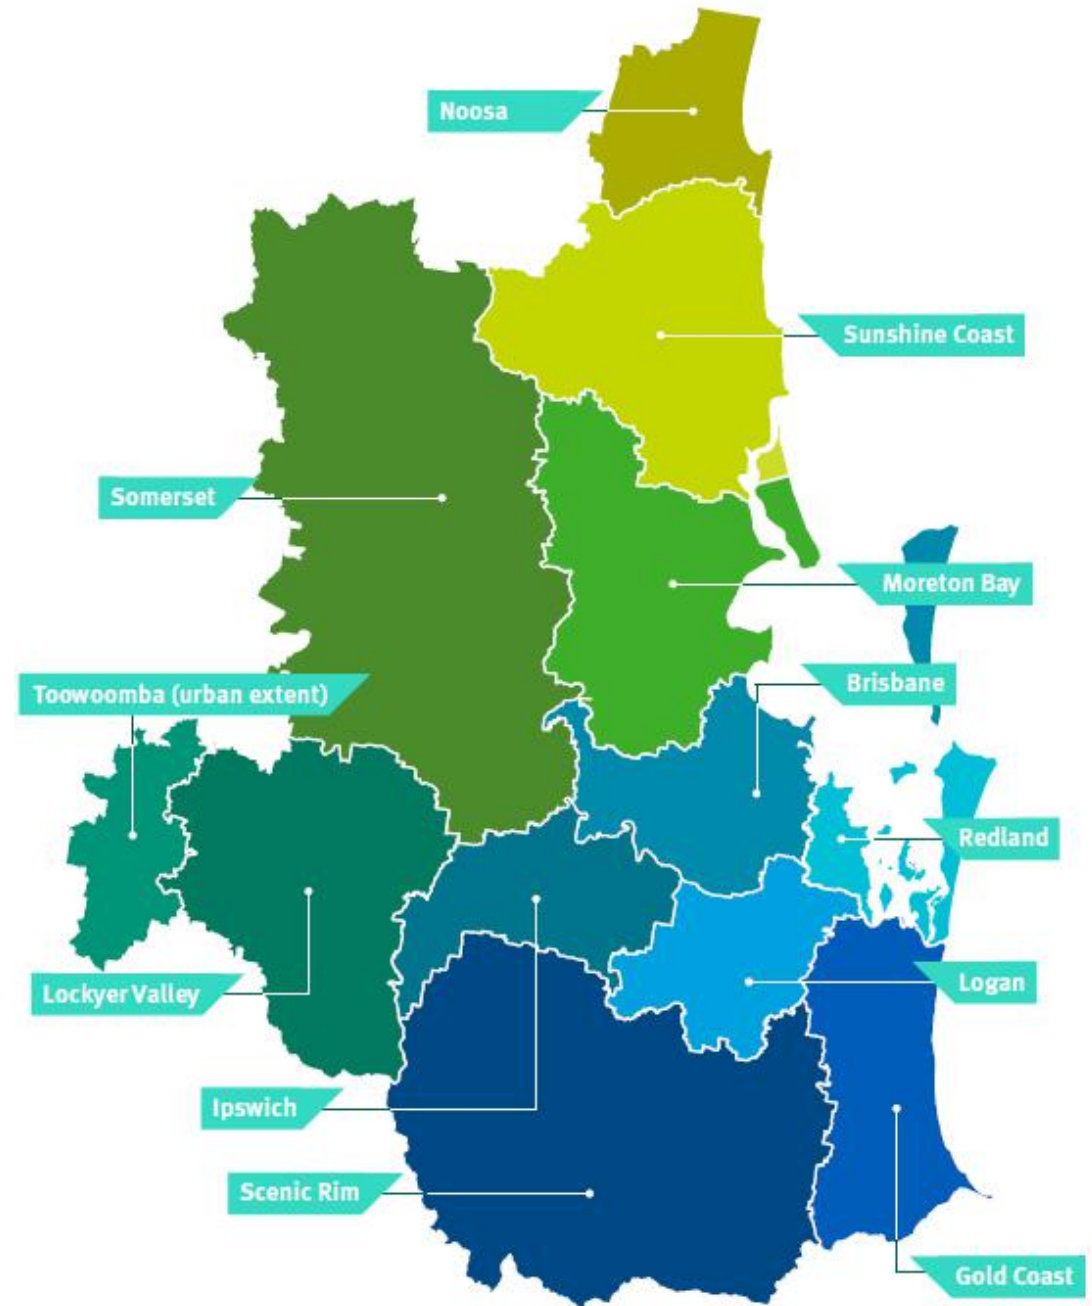 Noosa
Sunshine Coast
Somerset
Moreton Bay
Brisbane
Toowoomba (urban extent)
Redland
Logan
Lockyer Valley
Ipswich
Scenic Rim
Gold Coast